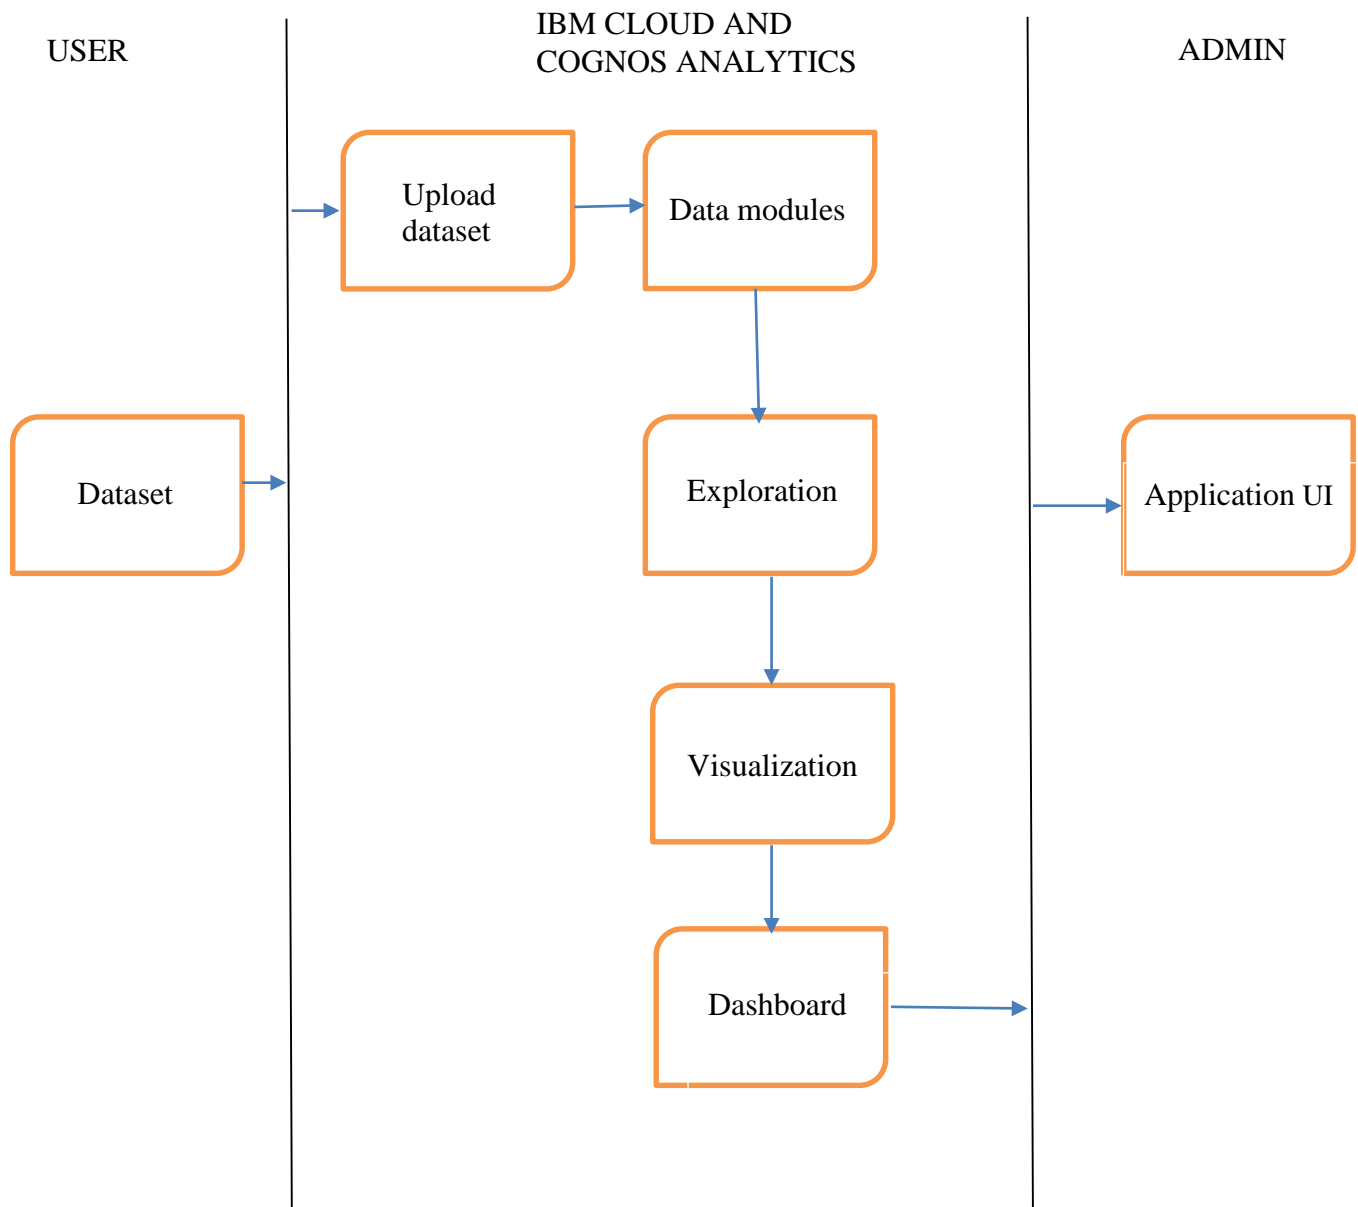 USER
IBM CLOUD AND
COGNOS ANALYTICS
ADMIN
Upload
dataset
Data modules
Dataset
Exploration
Application UI
Visualization
Dashboard